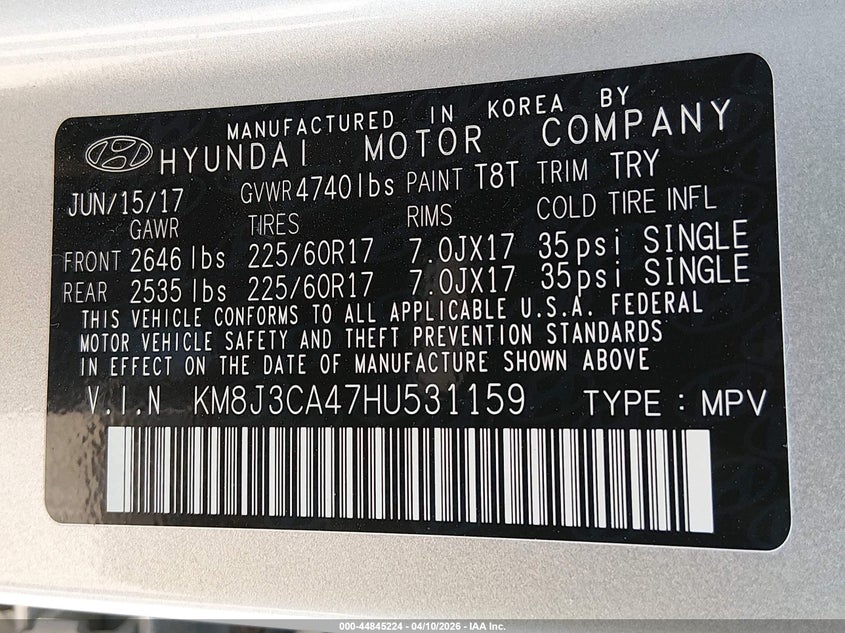 MANUFACTURED IN KOREA BY
HYUNDAI MOTOR COMPANY
JUN/15/17 GVWR 4740 lbs PAINT T8T TRIM TRY
GAWR TIRES RIMS COLD TIRE INFL
FRONT 2646 lbs 225/60R17 7.0JX17 35psi SINGLE
REAR 2535 lbs 225/60R17 7.0JX17 35psi SINGLE
THIS VEHICLE CONFORMS TO ALL APPLICABLE U.S.A. FEDERAL
MOTOR VEHICLE SAFETY AND THEFT PREVENTION STANDARDS
IN EFFECT ON THE DATE OF MANUFACTURE SHOWN ABOVE
V.I.N KM8J3CA47HU531159 TYPE : MPV
000-44845224 - 04/10/2026 - IAA Inc.